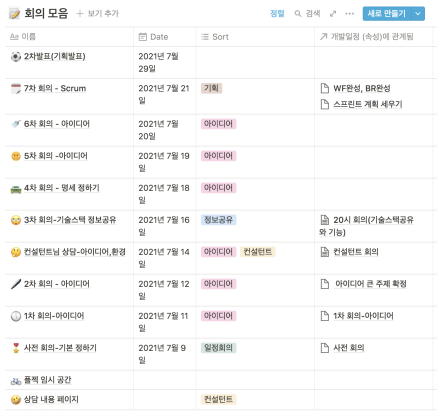 회의 모음
+ 보기 추가
정렬
검색
새로 만들기
Aa 이름
Date
Sort
개발일정 (속성)에 관계됨
2차발표(기획발표)
2021년 7월 29일
7차 회의 - Scrum
2021년 7월 21일
기획
WF완성, BR완성
스프린트 계획 세우기
6차 회의 - 아이디어
2021년 7월 20일
아이디어
5차 회의 -아이디어
2021년 7월 19일
아이디어
4차 회의 - 명세 정하기
2021년 7월 18일
아이디어
3차 회의-기술스택 정보공유
2021년 7월 16일
정보공유
20시 회의(기술스택공유와 기능)
컨설턴트님 상담-아이디어,환경
2021년 7월 14일
아이디어 컨설턴트
컨설턴트 회의
2차 회의 - 아이디어
2021년 7월 12일
아이디어
아이디어 큰 주제 확정
1차 회의-아이디어
2021년 7월 11일
아이디어
1차 회의-아이디어
사전 회의-기본 정하기
2021년 7월 9일
일정회의
사전 회의
플젝 임시 공간
상담 내용 페이지
컨설턴트